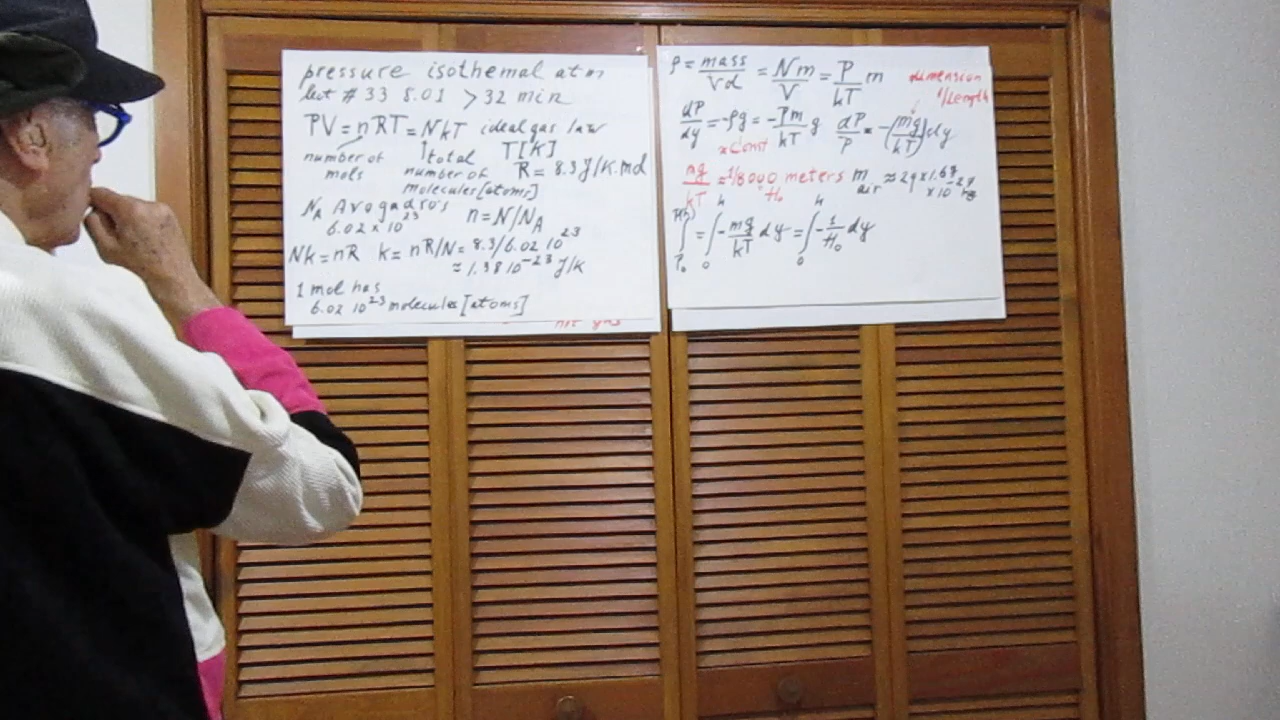 pressure isothemal atm
lect # 33 8.01 > 32 min
PV = nRT = NkT ideal gas law
number of mols
total number of molecules [atoms]
T [K]
R = 8.3 J/K·mol
N_A Avogadro's
6.02 × 10^23
n = N/N_A
Nk = nR k = nR/N = 8.3/6.02 10^23
≈ 1.38 10^-23 J/K
1 mol has
6.02 10^23 molecules [atoms]
ρ = mass/Vol = Nm/V = P/kT m
dimension
1/Length
dP/dy = -ρg = -Pm/kT g dP/P = -(mg/kT) dy
≈ Const
mg/kT ≈ 1/8000 meters m air ≈ 29 × 1.67
H_0 × 10^-27 kg
∫ P_0 = ∫ 0 h - mg/kT dy = ∫ 0 h - 1/H_0 dy